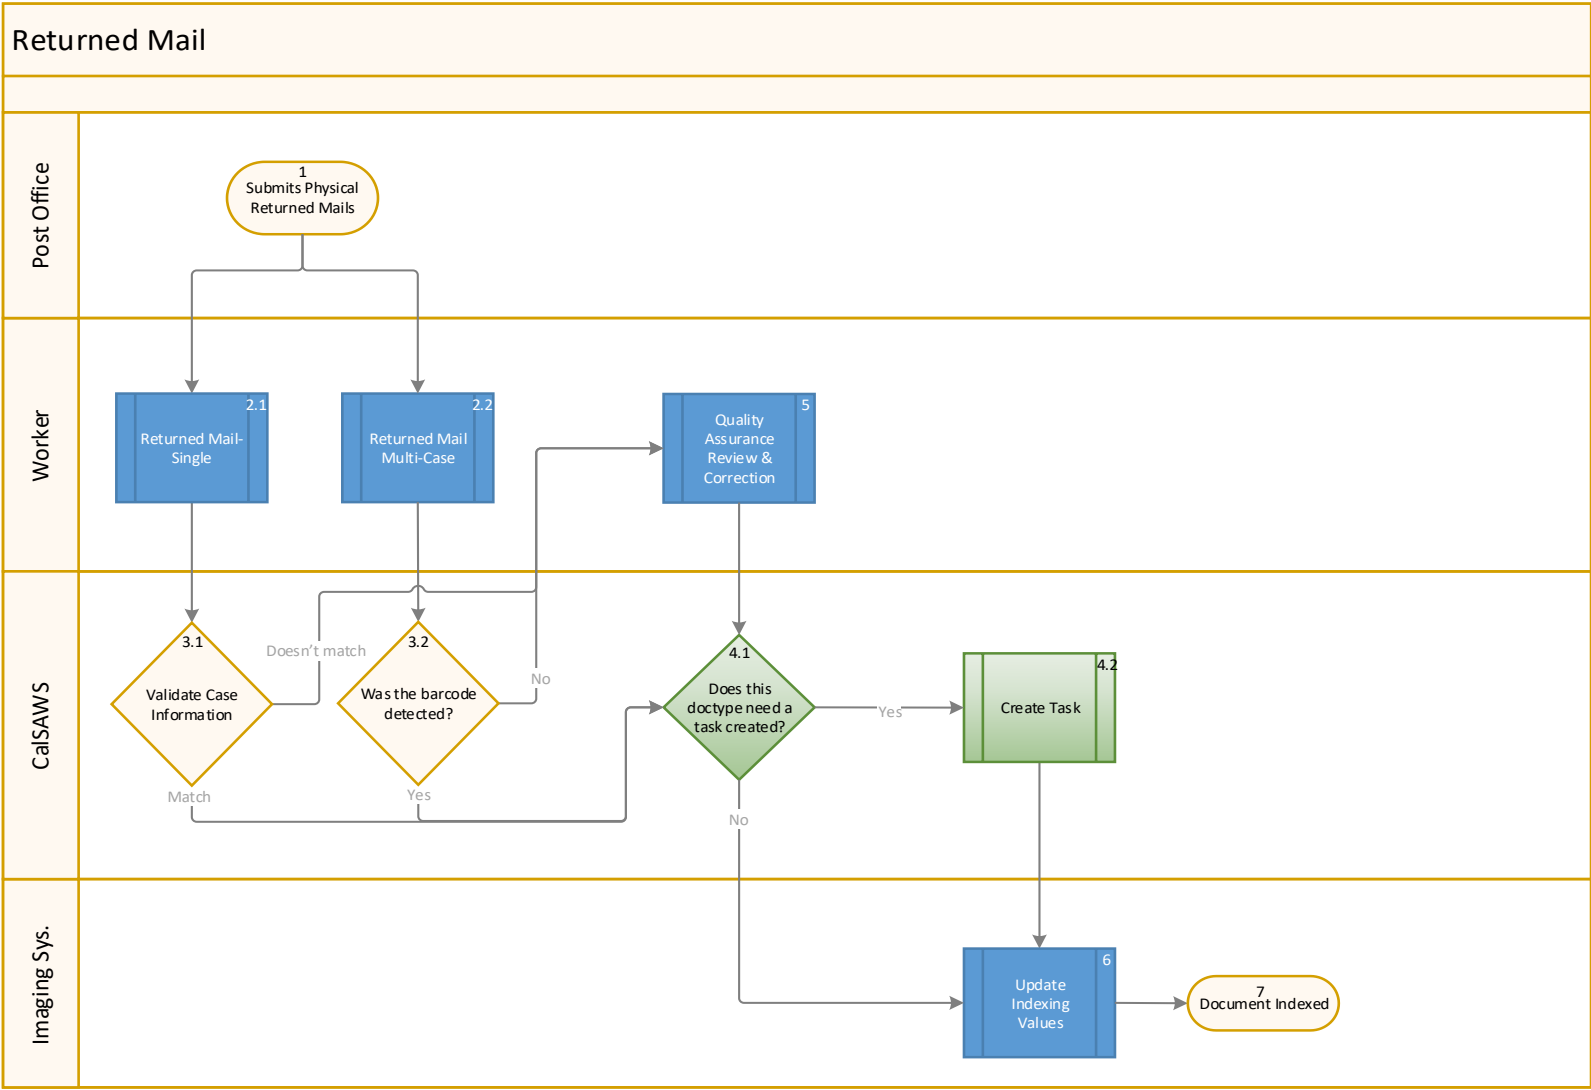 Returned Mail
Post Office
1
Submits Physical
Returned Mails
Worker
2.1
Returned Mail-
Single
2.2
Returned Mail
Multi-Case
5
Quality
Assurance
Review &
Correction
CalSAWS
3.1
Validate Case
Information
Doesn't match
Match
3.2
Was the barcode
detected?
No
Yes
4.1
Does this
doctype need a
task created?
Yes
No
4.2
Create Task
Imaging Sys.
6
Update
Indexing
Values
7
Document Indexed